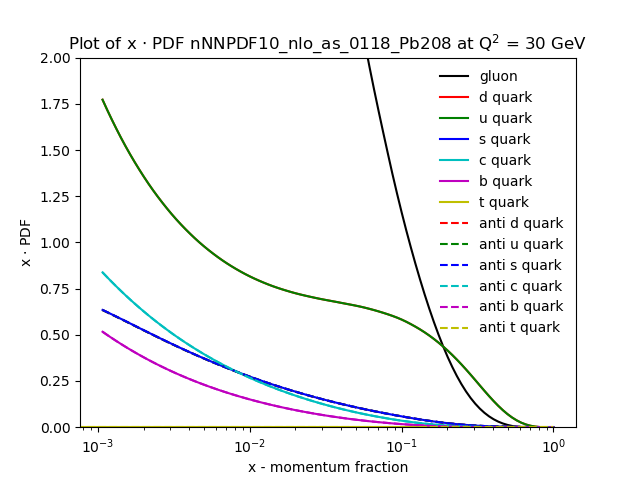 Plot of x · PDF nNNPDF10_nlo_as_0118_Pb208 at Q² = 30 GeV
2.00
1.75
1.50
1.25
1.00
0.75
0.50
0.25
0.00
x · PDF
gluon
d quark
u quark
s quark
c quark
b quark
t quark
anti d quark
anti u quark
anti s quark
anti c quark
anti b quark
anti t quark
10⁻³ 10⁻² 10⁻¹ 10⁰
x - momentum fraction